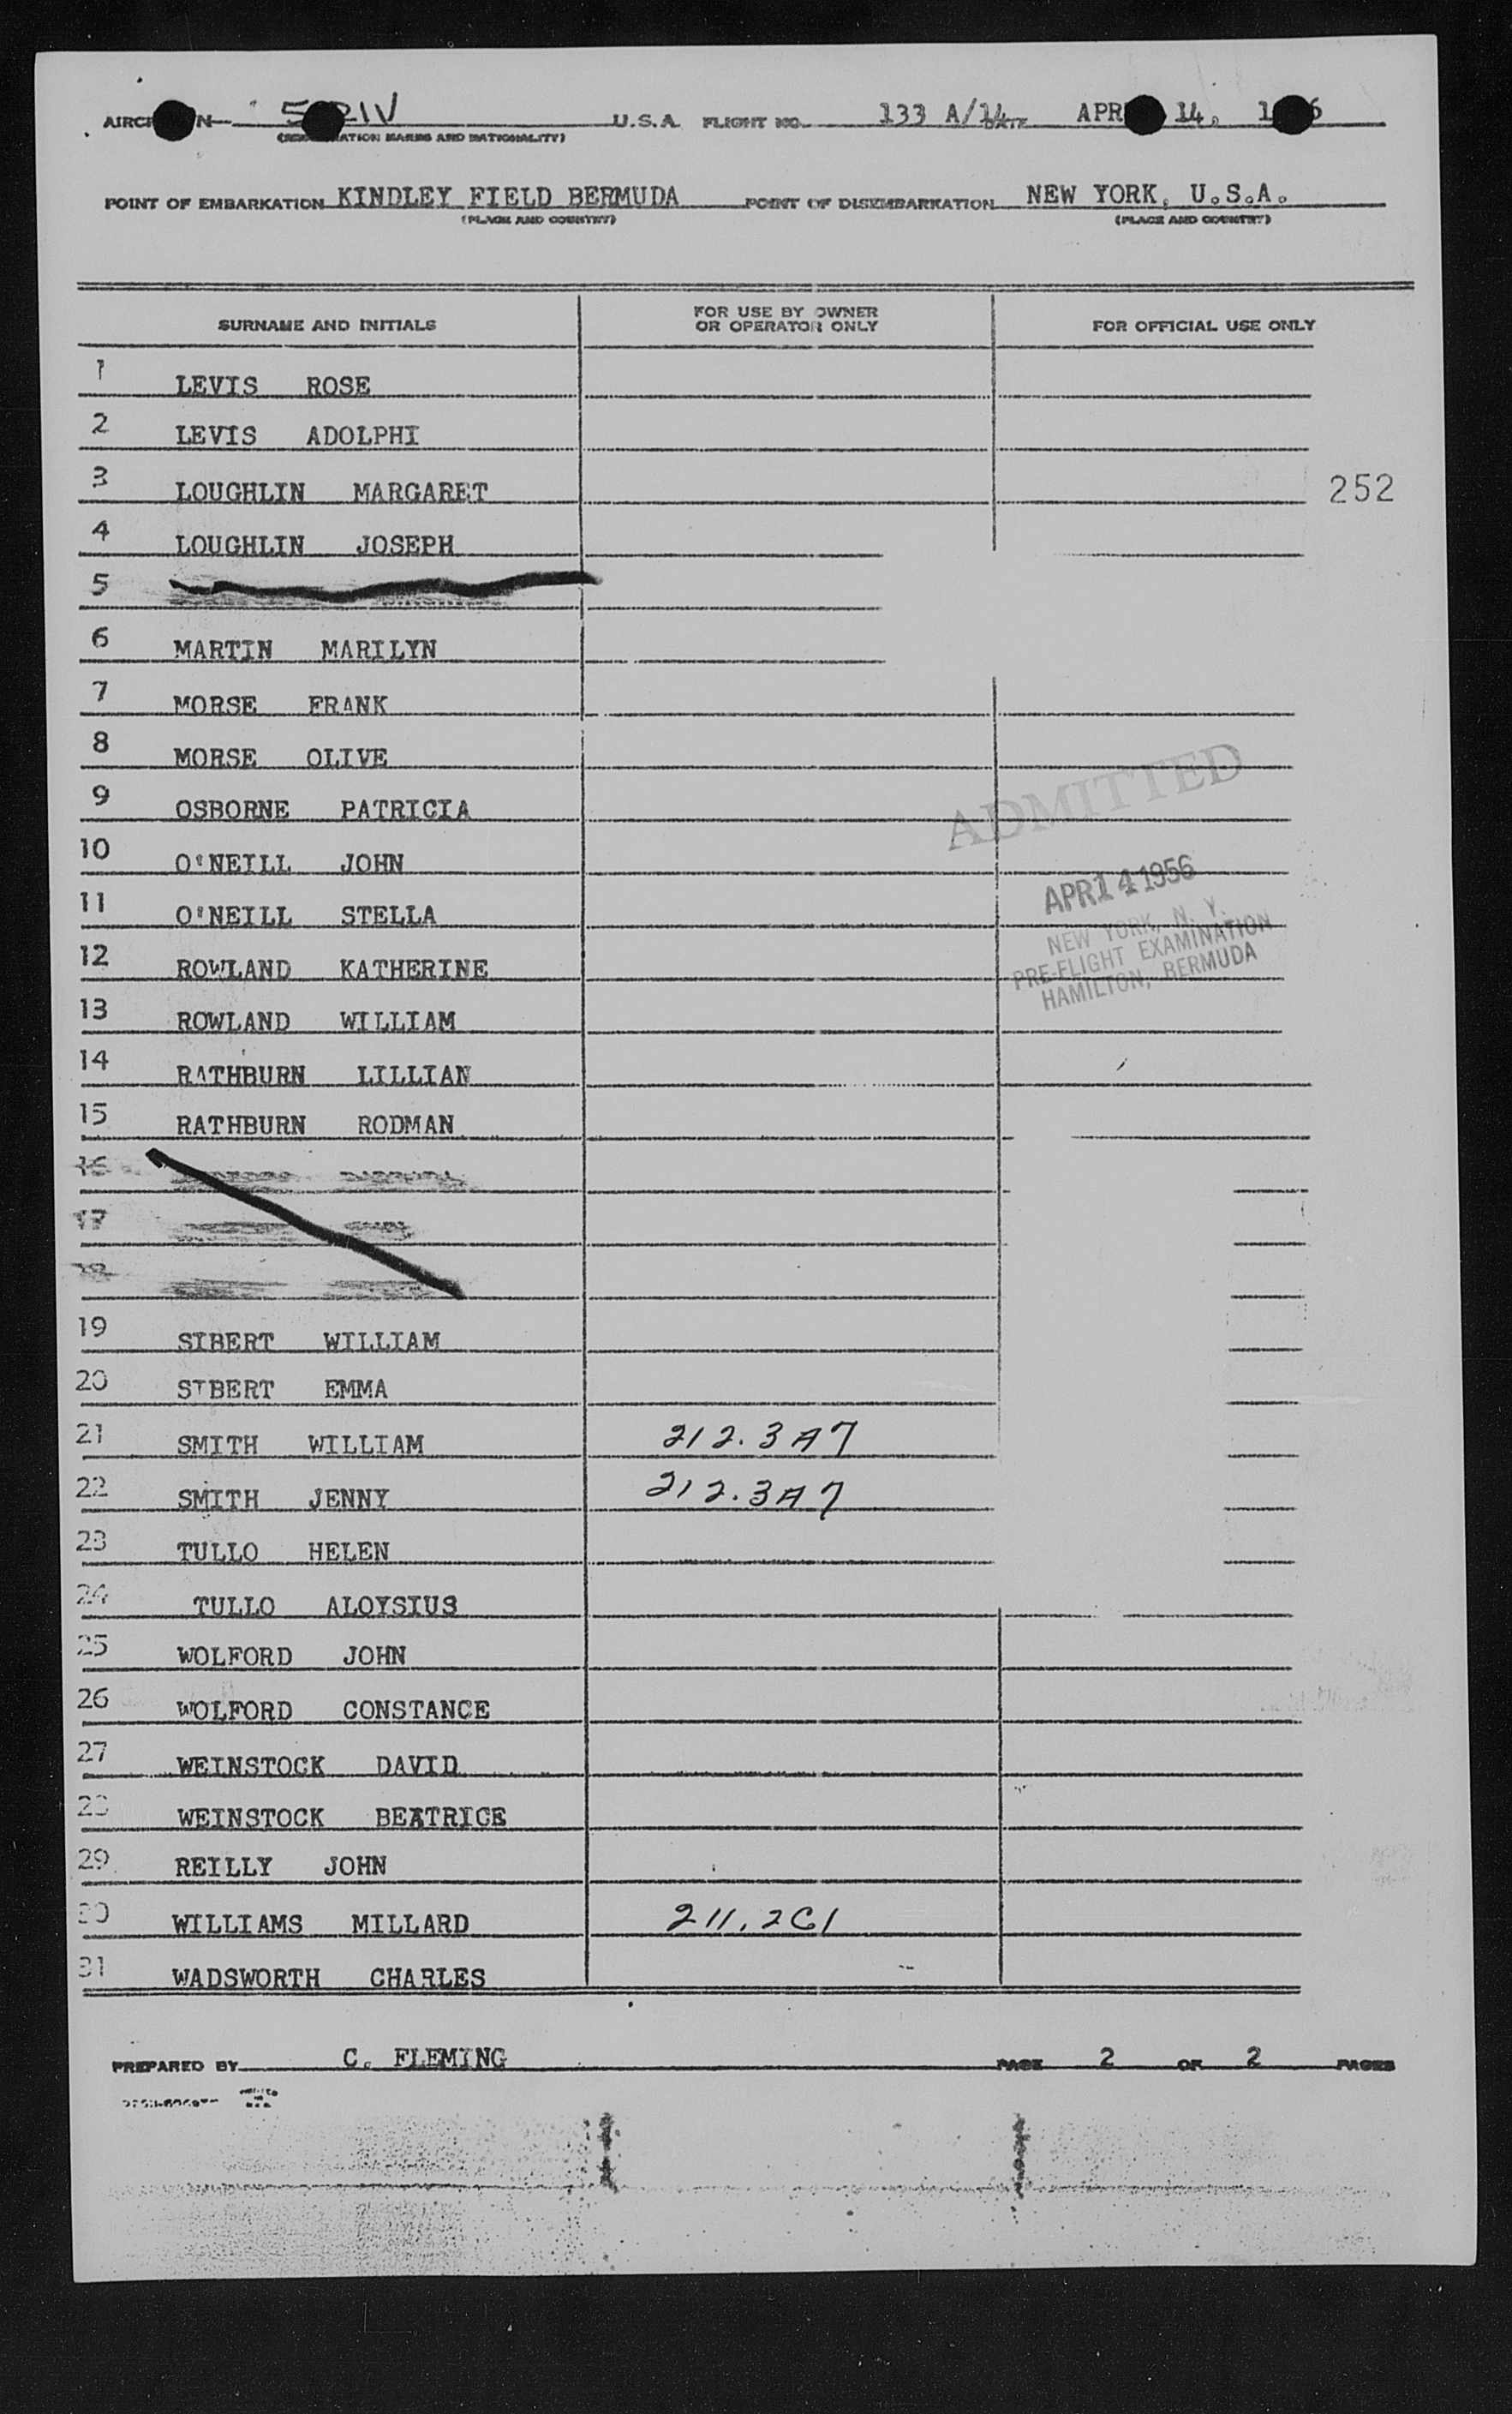 N- U.S.A. FLIGHT NO. 133 A/14 DATE 14,
POINT OF EMBARKATION KINDLEY FIELD BERMUDA POINT OF DISEMBARKATION NEW YORK, U.S.A.
(PLACE AND COUNTRY) (PLACE AND COUNTRY)
SURNAME AND INITIALS FOR USE BY OWNER OR OPERATOR ONLY FOR OFFICIAL USE ONLY
1 LEVIS ROSE
2 LEVIS ADOLPHI
3 LOUGHLIN MARGARET 252
4 LOUGHLIN JOSEPH
5
6 MARTIN MARILYN
7 MORSE FRANK
8 MORSE OLIVE
ADMITTED
9 OSBORNE PATRICIA
10 O'NEILL JOHN
APR 14 1956
11 O'NEILL STELLA
NEW YORK, N. Y.
12 ROWLAND KATHERINE
PRE-FLIGHT EXAMINATION
HAMILTON, BERMUDA
13 ROWLAND WILLIAM
14 RATHBURN LILLIAN
15 RATHBURN RODMAN
16
17
19 SIBERT WILLIAM
20 SIBERT EMMA
21 SMITH WILLIAM 212.3A7
22 SMITH JENNY 212.3A7
23 TULLO HELEN
24 TULLO ALOYSIUS
25 WOLFORD JOHN
26 WOLFORD CONSTANCE
27 WEINSTOCK DAVID
28 WEINSTOCK BEATRICE
29 REILLY JOHN
30 WILLIAMS MILLARD 211.2C1
31 WADSWORTH CHARLES
PREPARED BY C. FLEMING PAGE 2 OF 2 PAGES